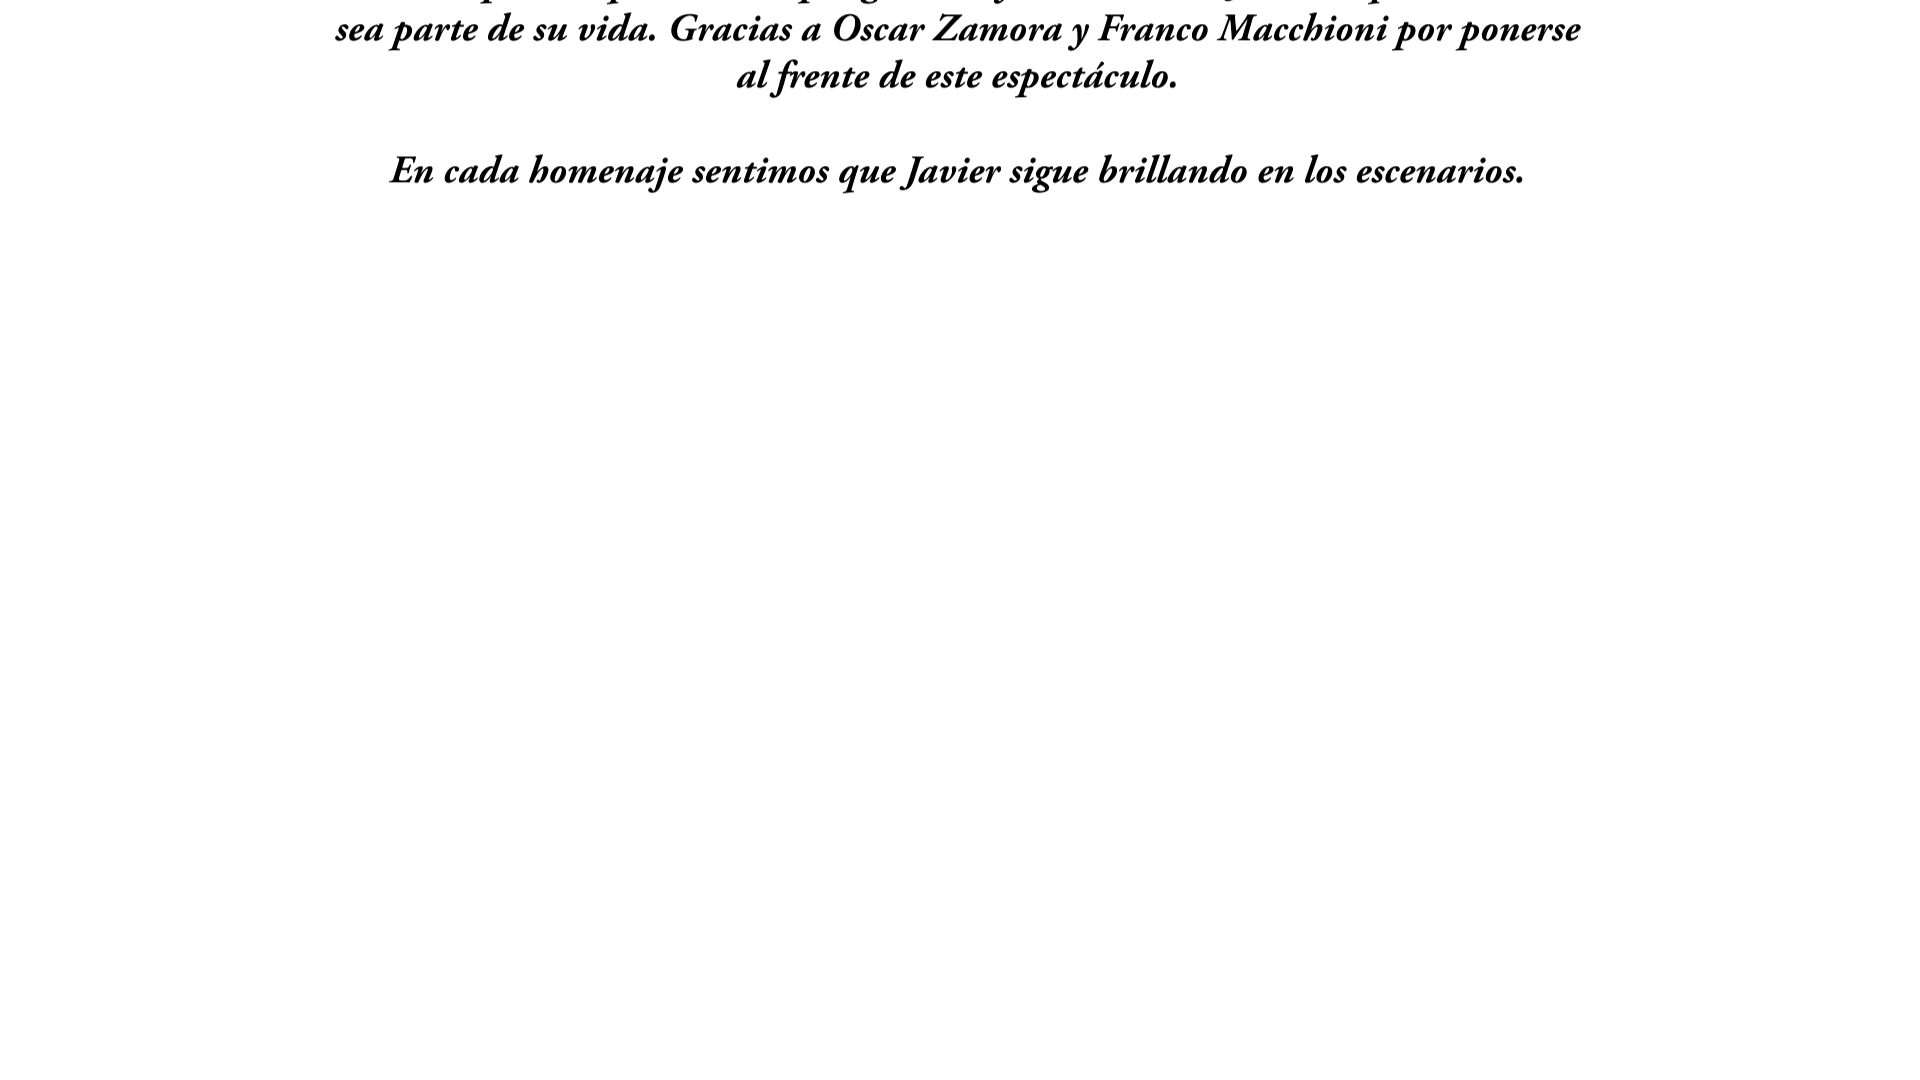 sea parte de su vida. Gracias a Oscar Zamora y Franco Macchioni por ponerse
al frente de este espectáculo.
En cada homenaje sentimos que Javier sigue brillando en los escenarios.